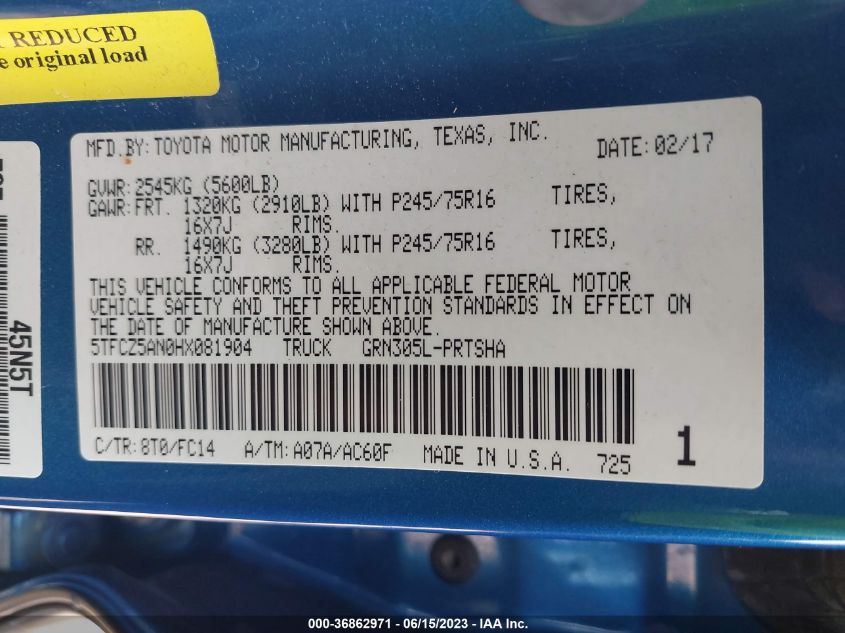 REDUCED
e original load
MFD.BY: TOYOTA MOTOR MANUFACTURING, TEXAS, INC. DATE: 02/17
GVWR: 2545KG (5600LB)
GAWR: FRT. 1320KG (2910LB) WITH P245/75R16 TIRES,
16X7J RIMS.
RR. 1490KG (3280LB) WITH P245/75R16 TIRES,
16X7J RIMS.
THIS VEHICLE CONFORMS TO ALL APPLICABLE FEDERAL MOTOR
VEHICLE SAFETY AND THEFT PREVENTION STANDARDS IN EFFECT ON
THE DATE OF MANUFACTURE SHOWN ABOVE.
5TFCZ5AN0HX081904 TRUCK GRN305L-PRTSHA
C/TR: 8T0/FC14 A/TM: A07A/AC60F MADE IN U.S.A. 725 1
45N5T
000-36862971 - 06/15/2023 - IAA Inc.